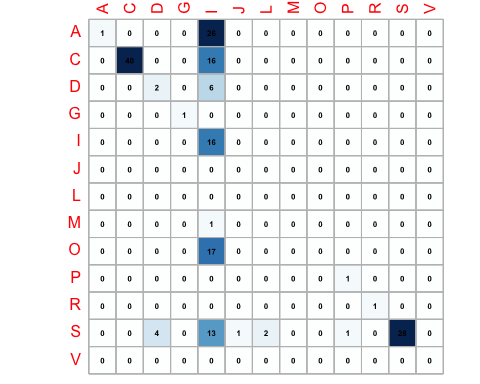 A C D G I J L M O P R S V
A 1 0 0 0 26 0 0 0 0 0 0 0 0
C 0 40 0 0 16 0 0 0 0 0 0 0 0
D 0 0 2 0 6 0 0 0 0 0 0 0 0
G 0 0 0 1 0 0 0 0 0 0 0 0 0
I 0 0 0 0 16 0 0 0 0 0 0 0 0
J 0 0 0 0 0 0 0 0 0 0 0 0 0
L 0 0 0 0 0 0 0 0 0 0 0 0 0
M 0 0 0 0 1 0 0 0 0 0 0 0 0
O 0 0 0 0 17 0 0 0 0 0 0 0 0
P 0 0 0 0 0 0 0 0 0 1 0 0 0
R 0 0 0 0 0 0 0 0 0 0 1 0 0
S 0 0 4 0 13 1 2 0 0 1 0 0
V 0 0 0 0 0 0 0 0 0 0 0 0 0